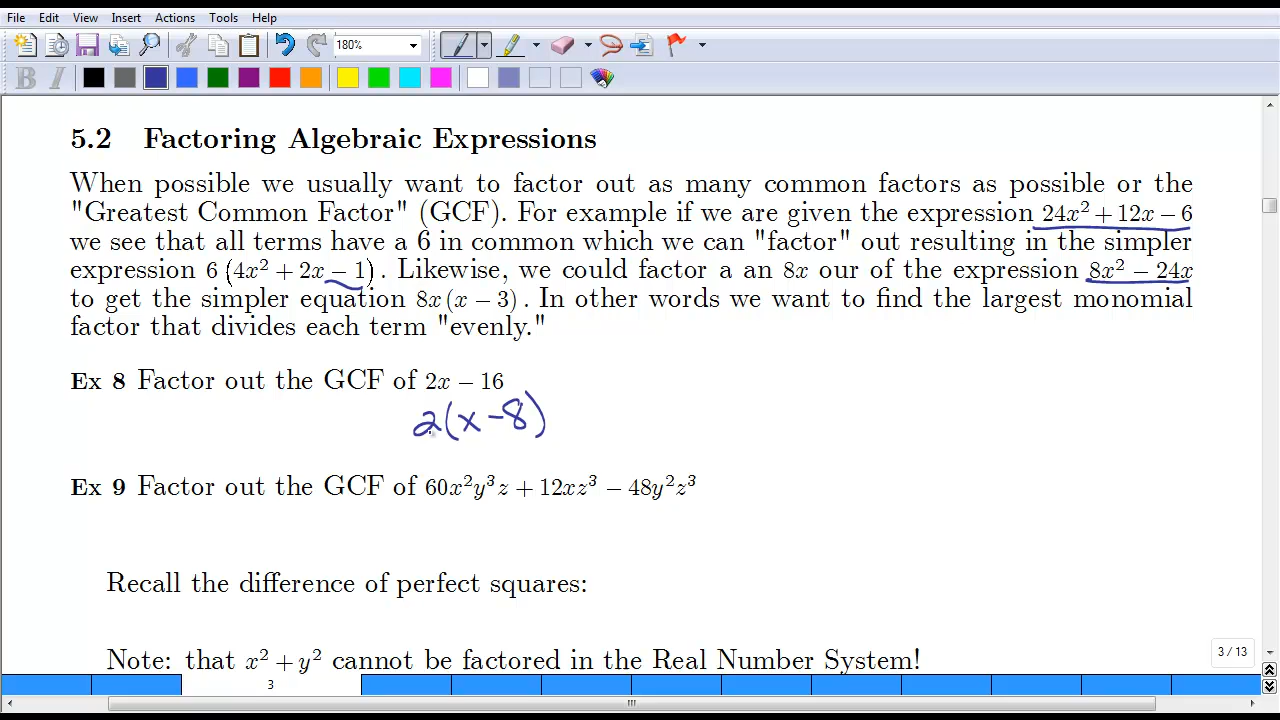 File Edit View Insert Actions Tools Help
180%
B I
5.2 Factoring Algebraic Expressions
When possible we usually want to factor out as many common factors as possible or the
"Greatest Common Factor" (GCF). For example if we are given the expression 24x² + 12x − 6
we see that all terms have a 6 in common which we can "factor" out resulting in the simpler
expression 6 (4x² + 2x − 1). Likewise, we could factor a an 8x our of the expression 8x² − 24x
to get the simpler equation 8x (x − 3). In other words we want to find the largest monomial
factor that divides each term "evenly."
Ex 8 Factor out the GCF of 2x − 16
2(x − 8)
Ex 9 Factor out the GCF of 60x²y³z + 12xz³ − 48y²z³
Recall the difference of perfect squares:
Note: that x² + y² cannot be factored in the Real Number System!
3 / 13
3